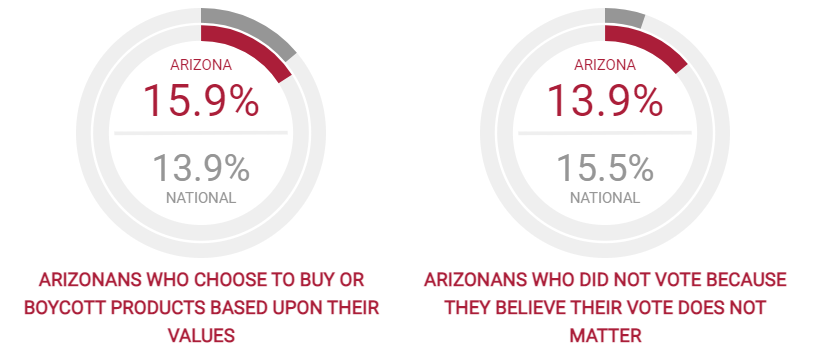 ARIZONA
15.9%
13.9%
NATIONAL
ARIZONANS WHO CHOOSE TO BUY OR
BOYCOTT PRODUCTS BASED UPON THEIR
VALUES
ARIZONA
13.9%
15.5%
NATIONAL
ARIZONANS WHO DID NOT VOTE BECAUSE
THEY BELIEVE THEIR VOTE DOES NOT
MATTER